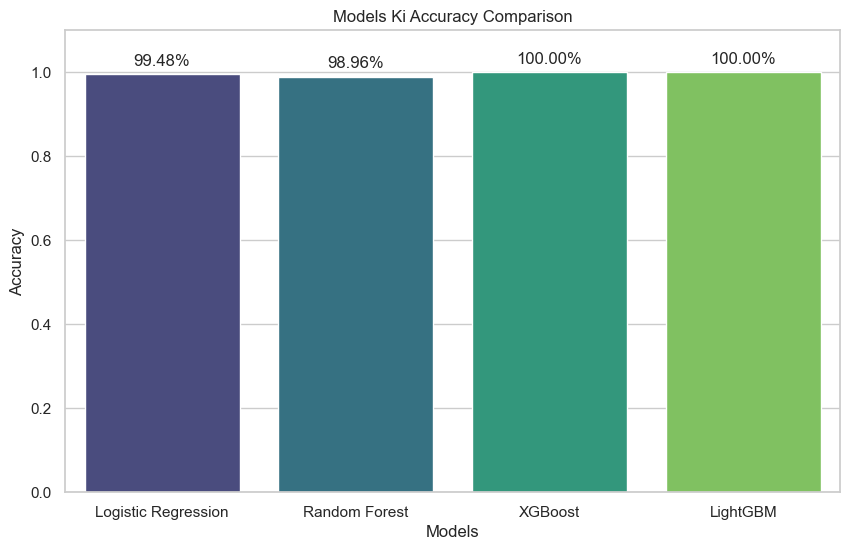 Models Ki Accuracy Comparison
99.48%
98.96%
100.00%
100.00%
1.0
0.8
0.6
0.4
0.2
0.0
Accuracy
Logistic Regression
Random Forest
XGBoost
LightGBM
Models